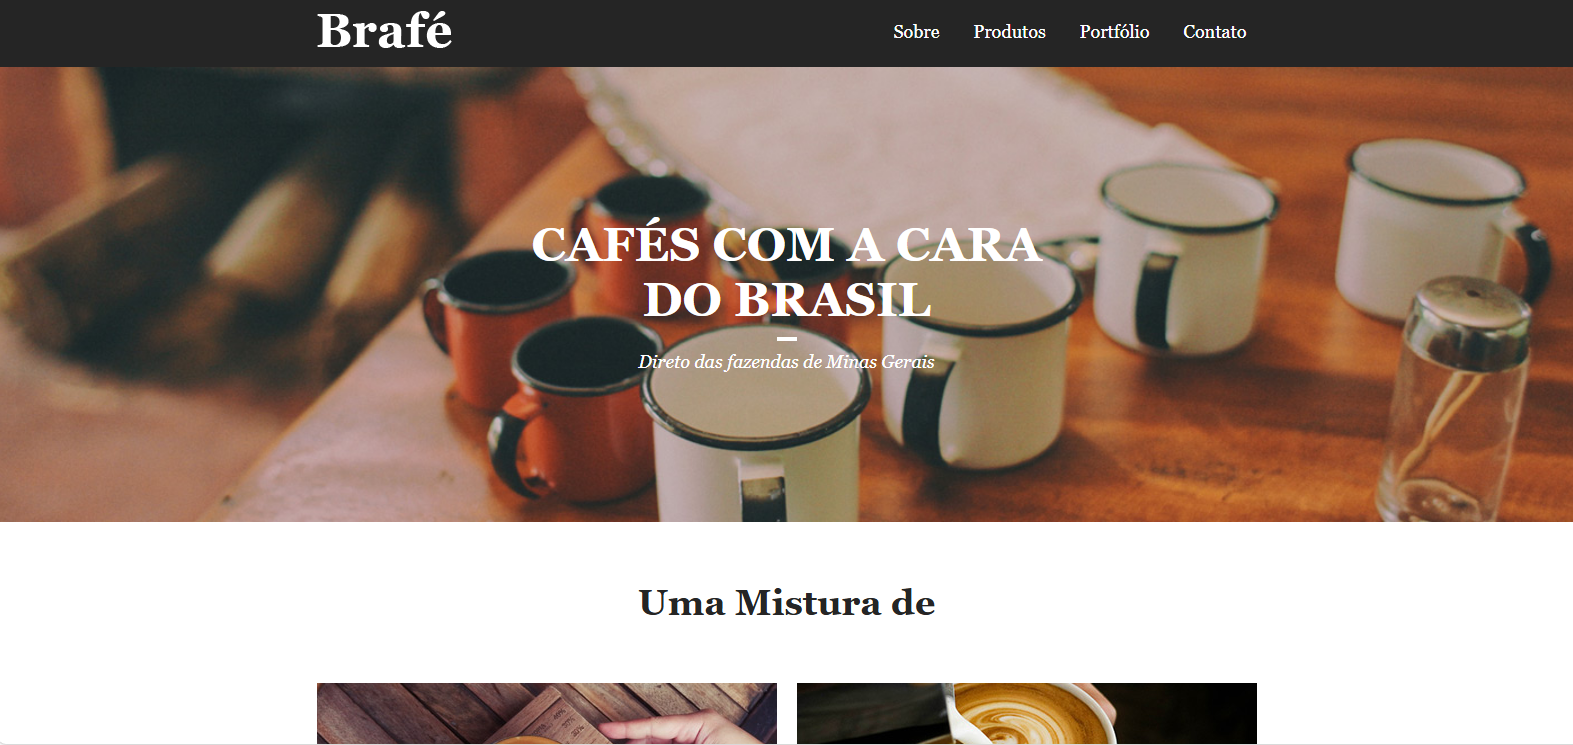 Brafé
Sobre Produtos Portfólio Contato
CAFÉS COM A CARA
DO BRASIL
Direto das fazendas de Minas Gerais
Uma Mistura de